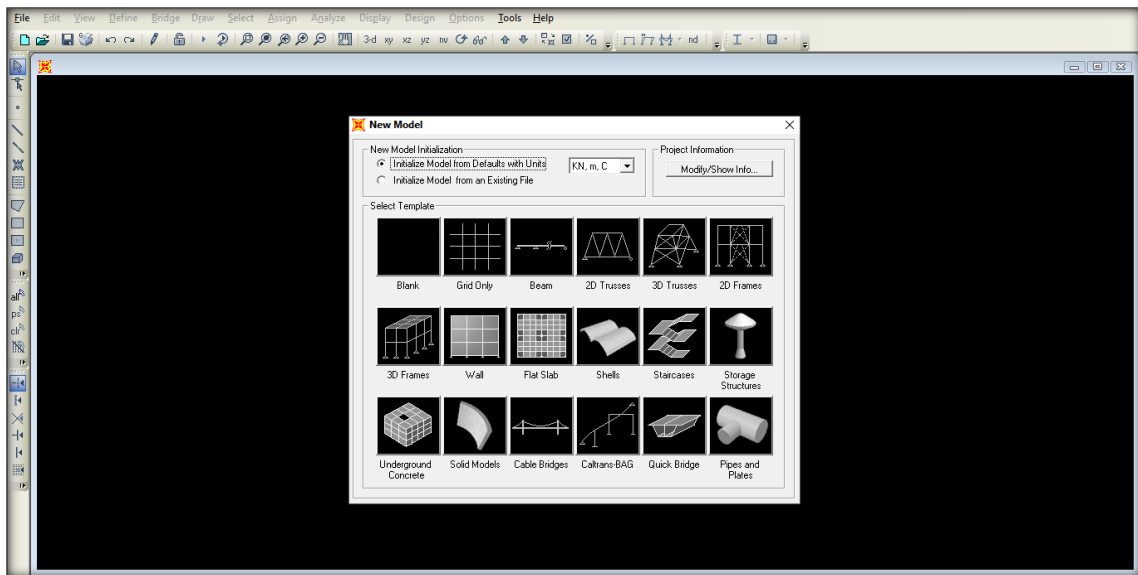 File Edit View Define Bridge Draw Select Assign Analyze Display Design Options Tools Help
3-d xy xz yz nv nd
New Model
New Model Initialization
Project Information
Initialize Model from Defaults with Units
KN, m, C
Modify/Show Info...
Initialize Model from an Existing File
Select Template
Blank Grid Only Beam 2D Trusses 3D Trusses 2D Frames
3D Frames Wall Flat Slab Shells Staircases Storage
Structures
Underground Solid Models Cable Bridges Caltrans-BAG Quick Bridge Pipes and
Concrete Plates
all
ps
clr